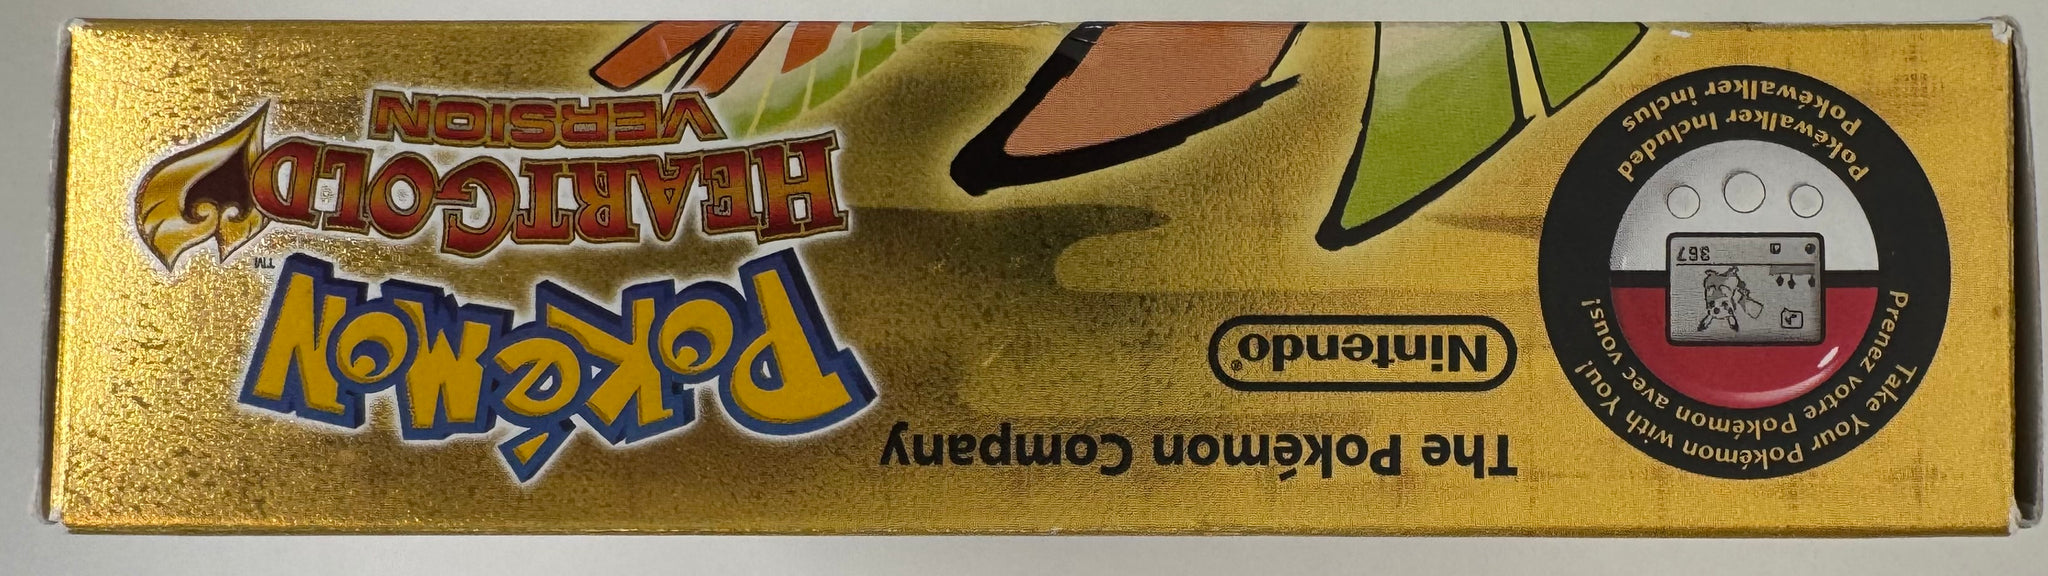 The Pokémon Company
Nintendo®
POKéMON
TM
HEARTGOLD
VERSION
Take Your Pokémon with You!
Prenez votre Pokémon avec vous!
367
Pokéwalker Included
Pokéwalker inclus